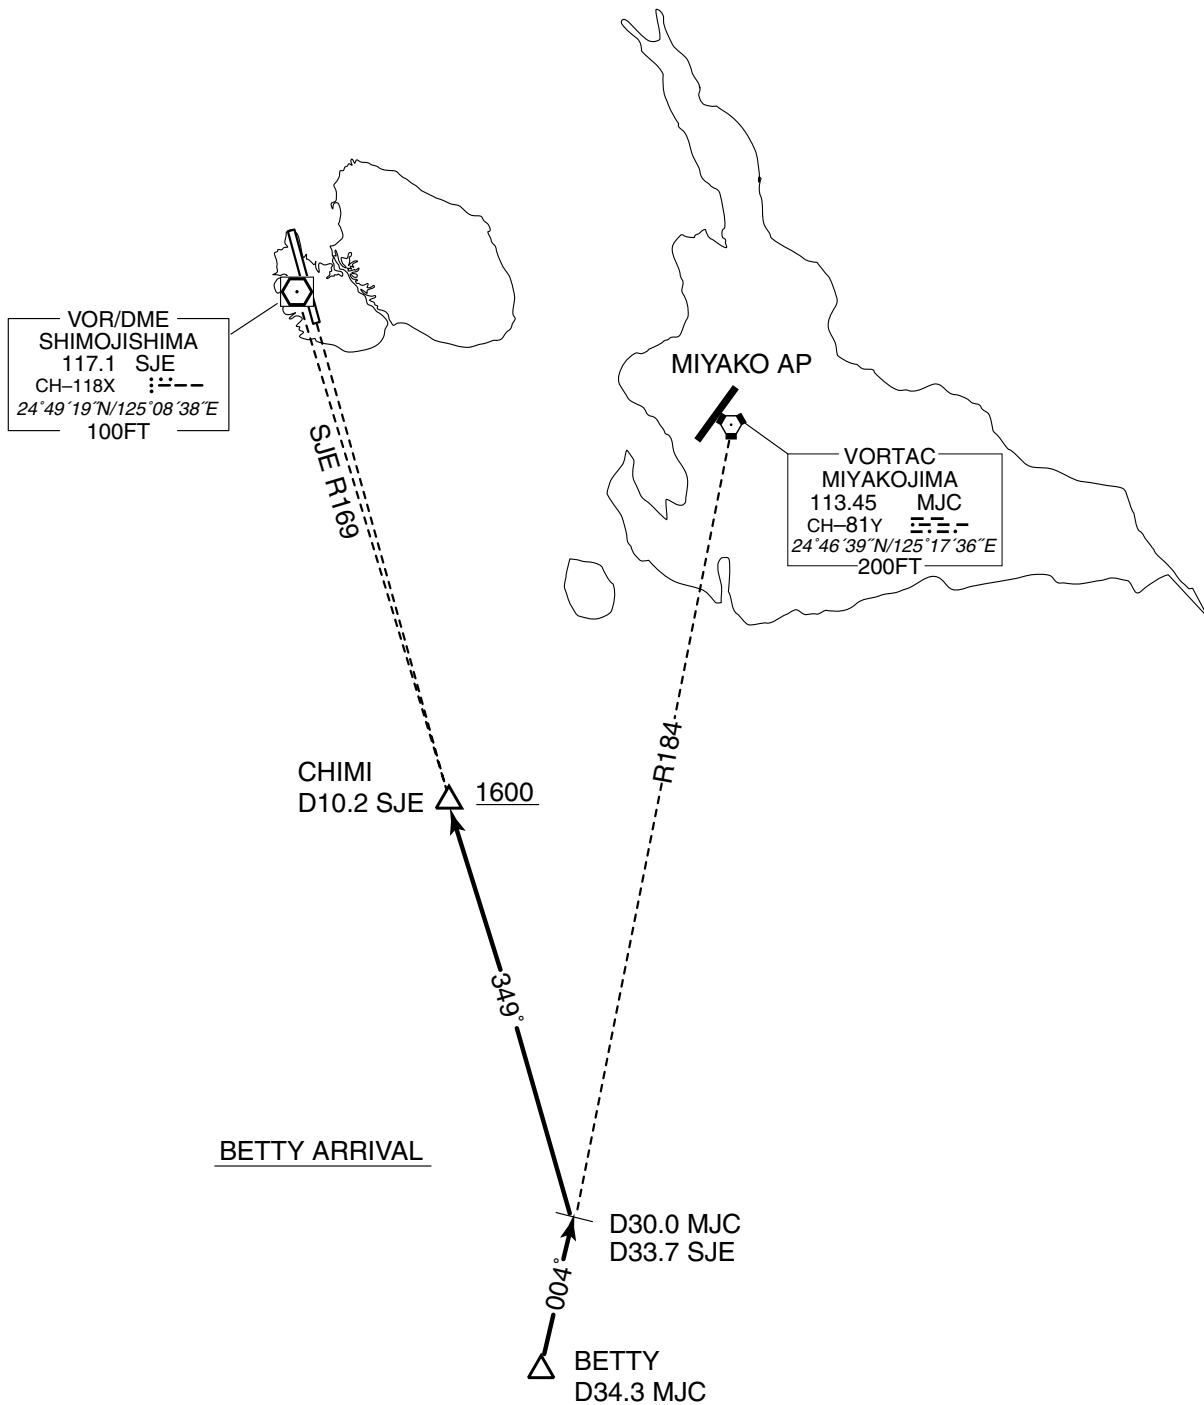 VOR/DME
SHIMOJISHIMA
117.1 SJE
CH–118X
24°49´19˝N/125°08´38˝E
100FT
MIYAKO AP
VORTAC
MIYAKOJIMA
113.45 MJC
CH–81Y
24°46´39˝N/125°17´36˝E
200FT
SJE R169
R184
CHIMI
D10.2 SJE
1600
349°
BETTY ARRIVAL
D30.0 MJC
D33.7 SJE
004°
BETTY
D34.3 MJC